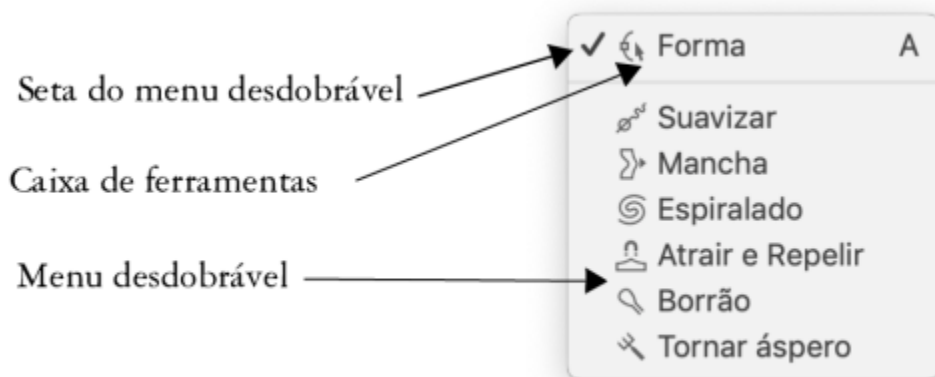 Forma A
Seta do menu desdobrável
Suavizar
Mancha
Caixa de ferramentas
Espiralado
Atrair e Repelir
Menu desdobrável
Borrão
Tornar áspero